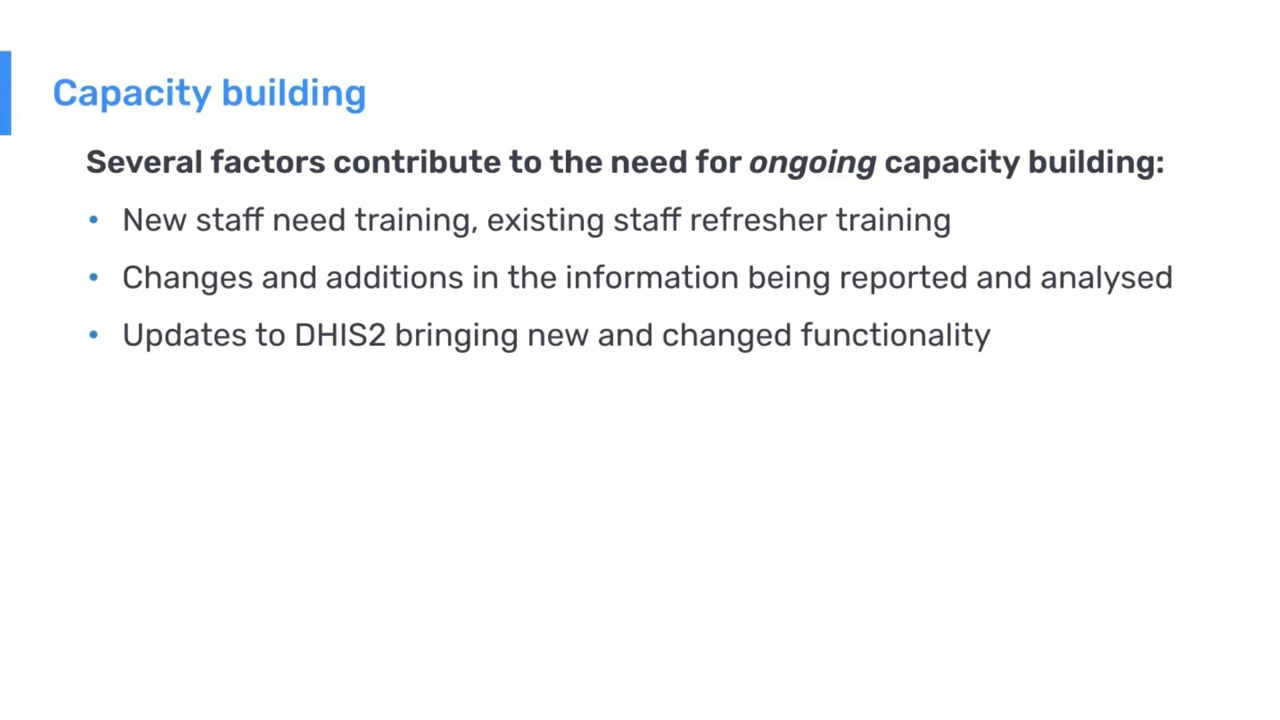 Capacity building
Several factors contribute to the need for ongoing capacity building:
• New staff need training, existing staff refresher training
• Changes and additions in the information being reported and analysed
• Updates to DHIS2 bringing new and changed functionality